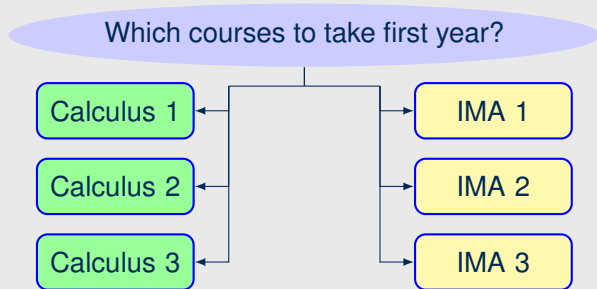 Which courses to take first year?
Calculus 1
IMA 1
Calculus 2
IMA 2
Calculus 3
IMA 3